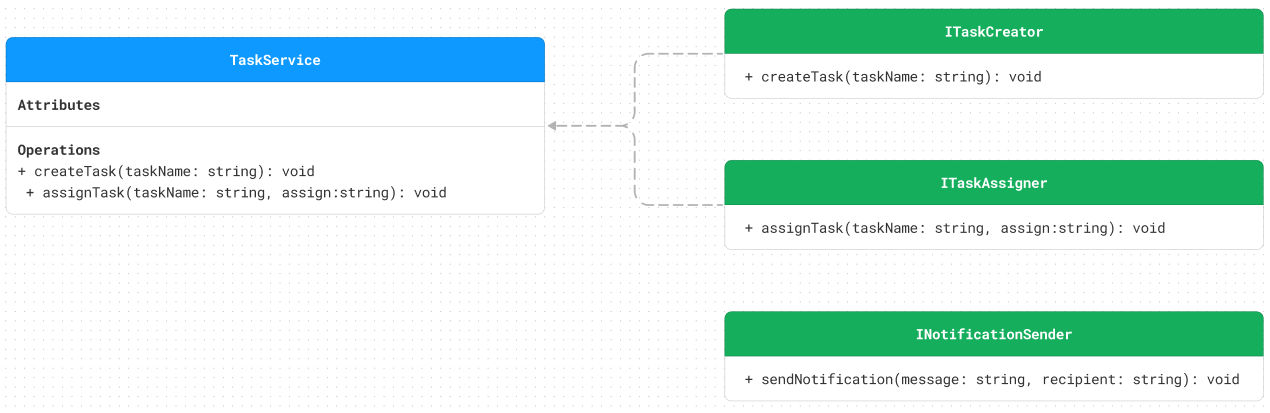 TaskService
Attributes
Operations
+ createTask(taskName: string): void
+ assignTask(taskName: string, assign:string): void
ITaskCreator
+ createTask(taskName: string): void
ITaskAssigner
+ assignTask(taskName: string, assign:string): void
INotificationSender
+ sendNotification(message: string, recipient: string): void